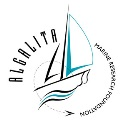 ALGALITA
MARINE RESEARCH FOUNDATION